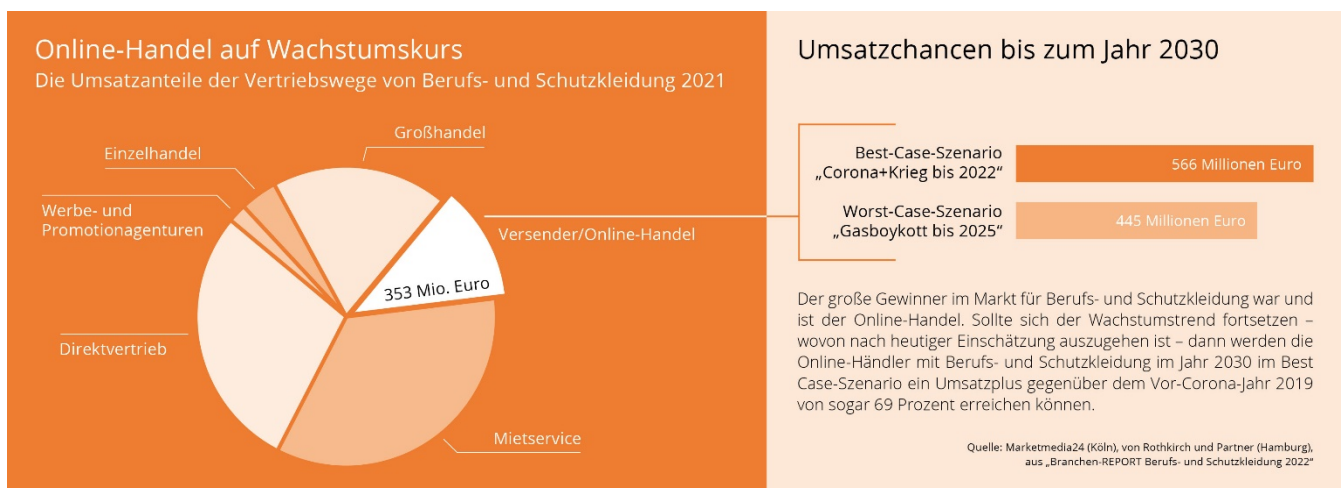 Online-Handel auf Wachstumskurs
Die Umsatzanteile der Vertriebswege von Berufs- und Schutzkleidung 2021
Großhandel
Einzelhandel
Werbe- und
Promotionagenturen
Versender/Online-Handel
353 Mio. Euro
Direktvertrieb
Mietservice
Umsatzchancen bis zum Jahr 2030
Best-Case-Szenario
„Corona+Krieg bis 2022“
566 Millionen Euro
Worst-Case-Szenario
„Gasboykott bis 2025“
445 Millionen Euro
Der große Gewinner im Markt für Berufs- und Schutzkleidung war und
ist der Online-Handel. Sollte sich der Wachstumstrend fortsetzen –
wovon nach heutiger Einschätzung auszugehen ist – dann werden die
Online-Händler mit Berufs- und Schutzkleidung im Jahr 2030 im Best
Case-Szenario ein Umsatzplus gegenüber dem Vor-Corona-Jahr 2019
von sogar 69 Prozent erreichen können.
Quelle: Marketmedia24 (Köln), von Rothkirch und Partner (Hamburg),
aus „Branchen-REPORT Berufs- und Schutzkleidung 2022“